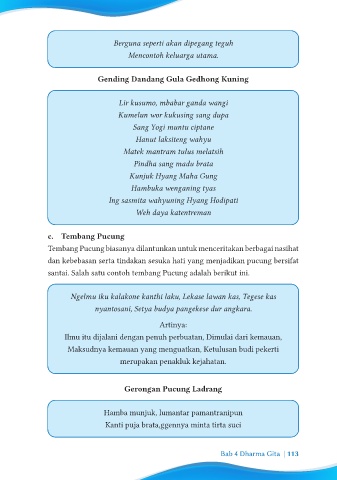 Berguna seperti akan dipegang teguh
Mencontoh keluarga utama.
Gending Dandang Gula Gedhong Kuning
Lir kusumo, mbabar ganda wangi
Kumelun wor kukusing sang dupa
Sang Yogi muntu ciptane
Hanut laksiteng wahyu
Matek mantram tulus melatsih
Pindha sang madu brata
Kunjuk Hyang Maha Gung
Hambuka wenganing tyas
Ing sasmita wahyuning Hyang Hodipati
Weh daya katentreman
c. Tembang Pucung
Tembang Pucung biasanya dilantunkan untuk menceritakan berbagai nasihat
dan kebebasan serta tindakan sesuka hati yang menjadikan pucung bersifat
santai. Salah satu contoh tembang Pucung adalah berikut ini.
Ngelmu iku kalakone kanthi laku, Lekase lawan kas, Tegese kas
nyantosani, Setya budya pangekese dur angkara.
Artinya:
Ilmu itu dijalani dengan penuh perbuatan, Dimulai dari kemauan,
Maksudnya kemauan yang menguatkan, Ketulusan budi pekerti
merupakan penakluk kejahatan.
Gerongan Pucung Ladrang
Hamba munjuk, lumantar pamantranipun
Kanti puja brata,ggennya minta tirta suci
Bab 4 Dharma Gita | 113